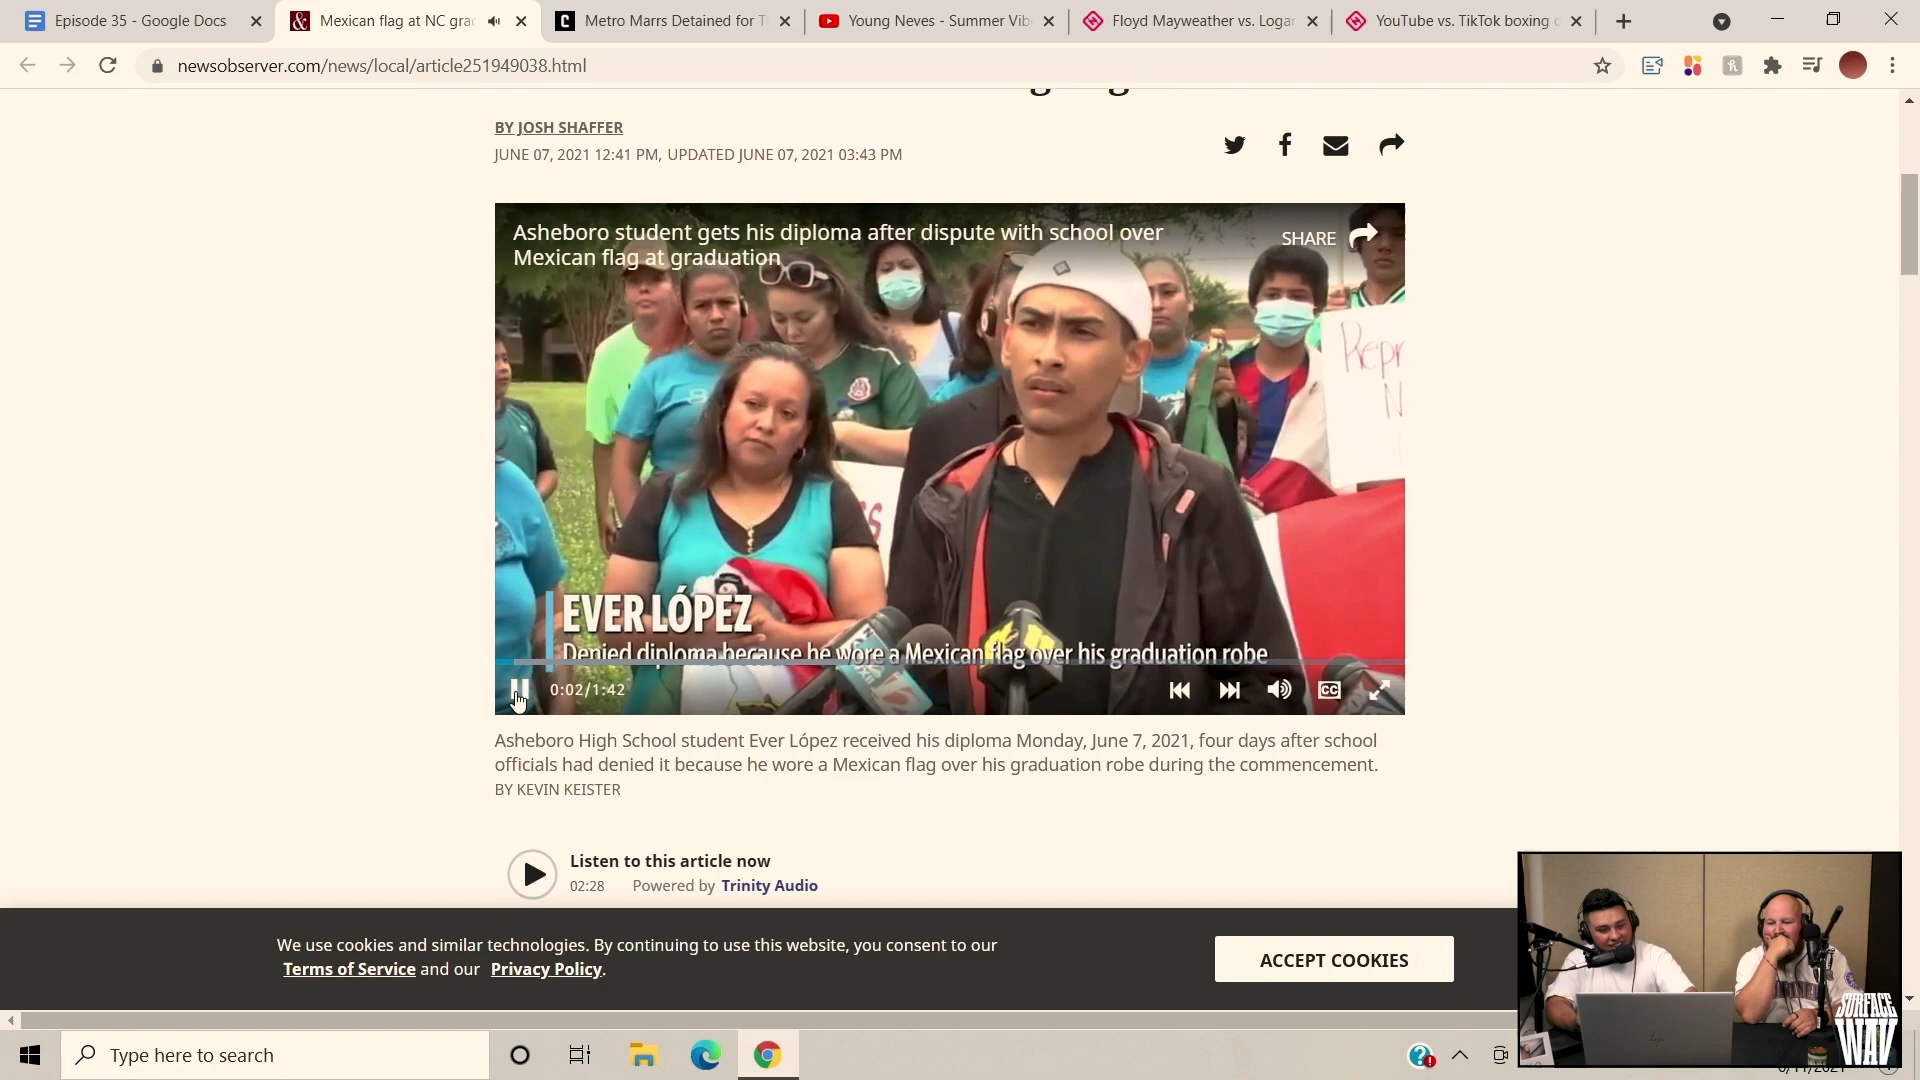 Episode 35 - Google Docs
Mexican flag at NC grac
Metro Marrs Detained for T
Young Neves - Summer Vib
Floyd Mayweather vs. Logan
YouTube vs. TikTok boxing
newsobserver.com/news/local/article251949038.html
BY JOSH SHAFFER
JUNE 07, 2021 12:41 PM, UPDATED JUNE 07, 2021 03:43 PM
Asheboro student gets his diploma after dispute with school over
Mexican flag at graduation
SHARE
Repr
N
SS
EVER LÓPEZ
Denied diploma because he wore a Mexican flag over his graduation robe
0:02/1:42
CC
Asheboro High School student Ever López received his diploma Monday, June 7, 2021, four days after school
officials had denied it because he wore a Mexican flag over his graduation robe during the commencement.
BY KEVIN KEISTER
Listen to this article now
02:28 Powered by Trinity Audio
We use cookies and similar technologies. By continuing to use this website, you consent to our
Terms of Service and our Privacy Policy.
ACCEPT COOKIES
SURFACE
WAV
Type here to search